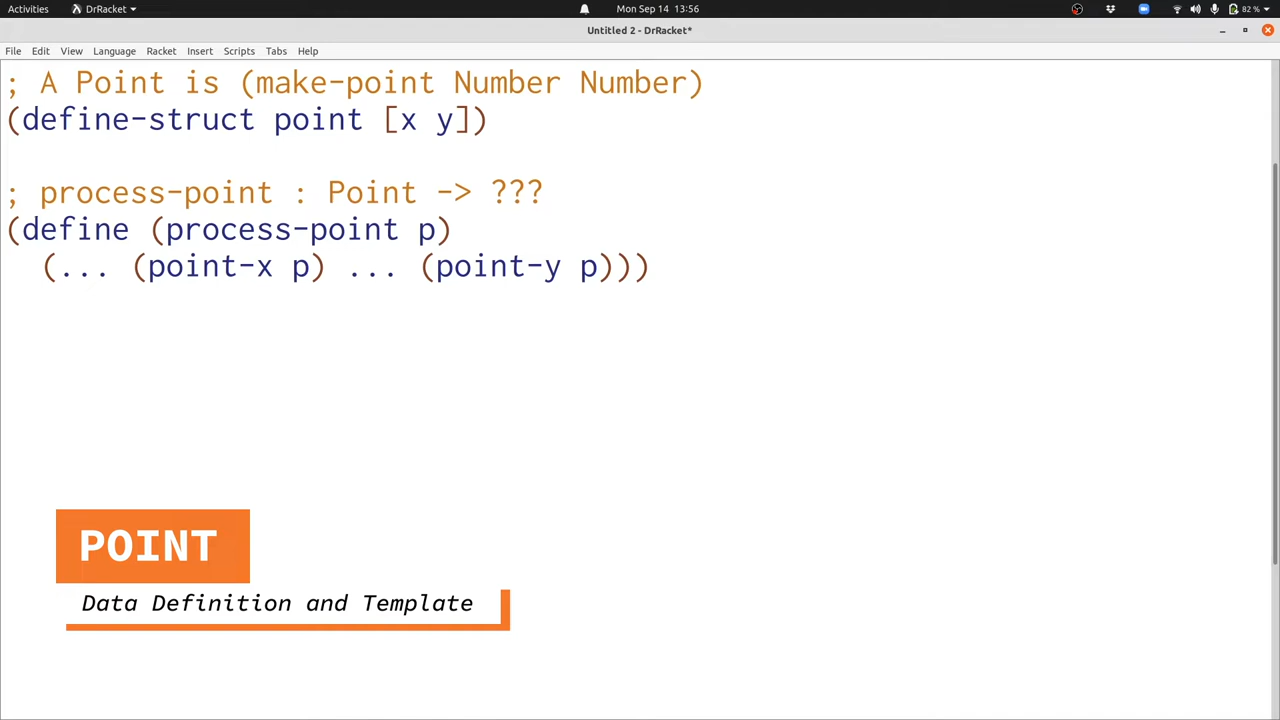 Activities DrRacket Mon Sep 14 13:56 82 %
Untitled 2 - DrRacket*
File Edit View Language Racket Insert Scripts Tabs Help
; A Point is (make-point Number Number)
(define-struct point [x y])
; process-point : Point -> ???
(define (process-point p)
(... (point-x p) ... (point-y p)))
POINT
Data Definition and Template